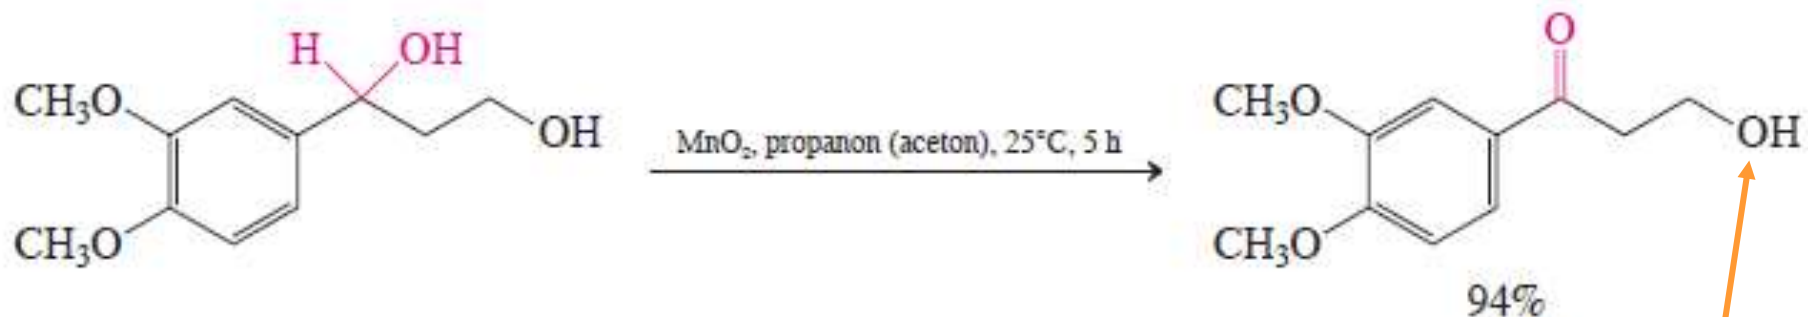 H OH
CH₃O
CH₃O
OH
MnO₂, propanon (aceton), 25°C, 5 h
O
CH₃O
CH₃O
OH
94%